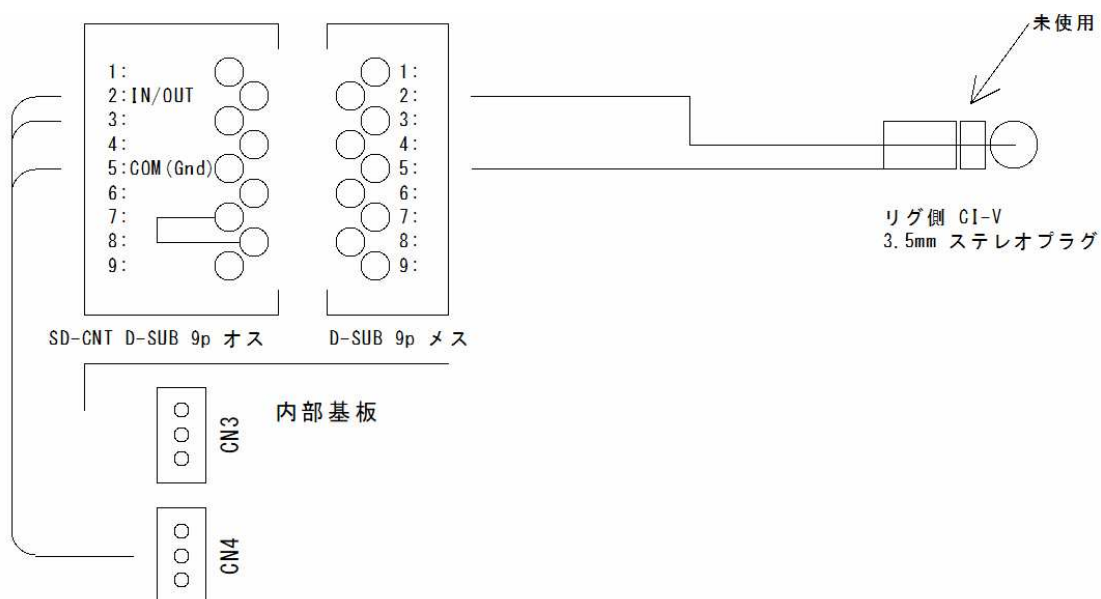 未使用
1:
2:IN/OUT
3:
4:
5:COM(Gnd)
6:
7:
8:
9:
1:
2:
3:
4:
5:
6:
7:
8:
9:
リグ側 CI-V
3.5mm ステレオプラグ
SD-CNT D-SUB 9p オス
D-SUB 9p メス
内部基板
CN3
CN4